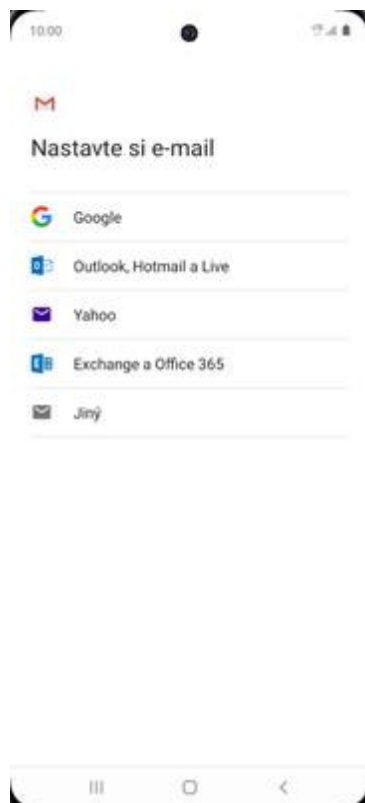 10:00
Nastavte si e-mail
Google
Outlook, Hotmail a Live
Yahoo
Exchange a Office 365
Jiný